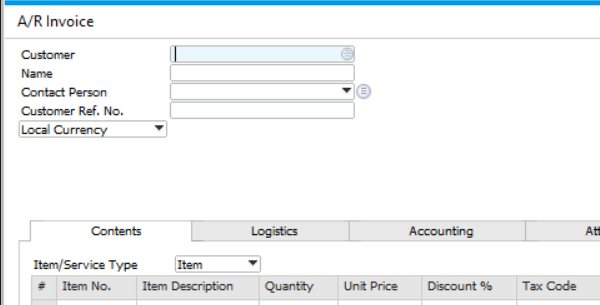 A/R Invoice
Customer
Name
Contact Person
Customer Ref. No.
Local Currency
Contents Logistics Accounting Att
Item/Service Type Item
# Item No. Item Description Quantity Unit Price Discount % Tax Code